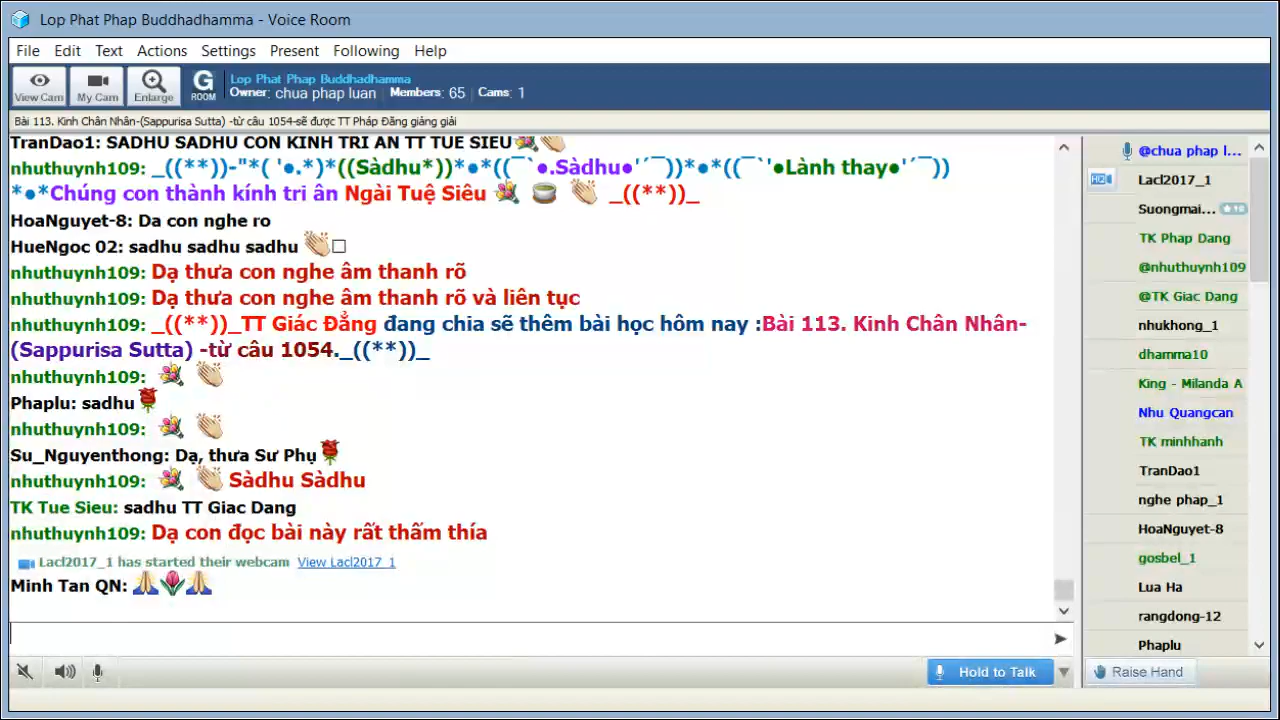 Lop Phat Phap Buddhadhamma - Voice Room
File Edit Text Actions Settings Present Following Help
View Cam My Cam Enlarge G ROOM
Lop Phat Phap Buddhadhamma
Owner: chua phap luan Members: 65 Cams: 1
Bài 113. Kinh Chân Nhân-(Sappurisa Sutta) -từ câu 1054-sẽ được TT Pháp Đăng giảng giải
TranDao1: SADHU SADHU CON KINH TRI AN TT TUE SIEU
nhuthuynh109: _((**))-"*( '●.*)*((Sàdhu*))*●*((¯`●.Sàdhu●'´¯))*●*((¯`'●Lành thay●'´¯))
*●*Chúng con thành kính tri ân Ngài Tuệ Siêu _((**))_
HoaNguyet-8: Da con nghe ro
HueNgoc 02: sadhu sadhu sadhu
nhuthuynh109: Dạ thưa con nghe âm thanh rõ
nhuthuynh109: Dạ thưa con nghe âm thanh rõ và liên tục
nhuthuynh109: _((**))_TT Giác Đẳng đang chia sẽ thêm bài học hôm nay :Bài 113. Kinh Chân Nhân-
(Sappurisa Sutta) -từ câu 1054._((**))_
nhuthuynh109:
Phaplu: sadhu
nhuthuynh109:
Su_Nguyenthong: Dạ, thưa Sư Phụ
nhuthuynh109: Sàdhu Sàdhu
TK Tue Sieu: sadhu TT Giac Dang
nhuthuynh109: Dạ con đọc bài này rất thấm thía
Lacl2017_1 has started their webcam View Lacl2017_1
Minh Tan QN:
@chua phap l...
HD Lacl2017_1
Suongmai...
TK Phap Dang
@nhuthuynh109
@TK Giac Dang
nhukhong_1
dhamma10
King - Milanda A
Nhu Quangcan
TK minhhanh
TranDao1
nghe phap_1
HoaNguyet-8
gosbel_1
Lua Ha
rangdong-12
Phaplu
Hold to Talk
Raise Hand